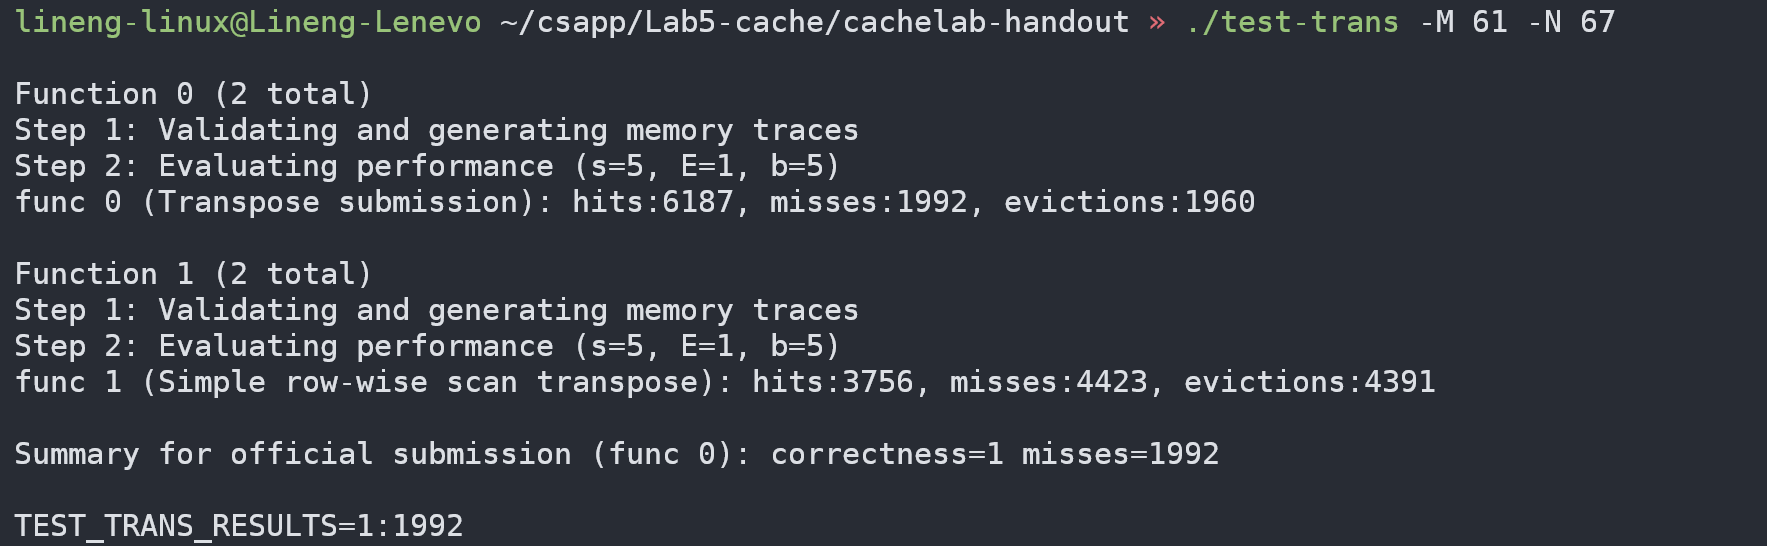 lineng-linux@Lineng-Lenevo ~/csapp/Lab5-cache/cachelab-handout » ./test-trans -M 61 -N 67
Function 0 (2 total)
Step 1: Validating and generating memory traces
Step 2: Evaluating performance (s=5, E=1, b=5)
func 0 (Transpose submission): hits:6187, misses:1992, evictions:1960
Function 1 (2 total)
Step 1: Validating and generating memory traces
Step 2: Evaluating performance (s=5, E=1, b=5)
func 1 (Simple row-wise scan transpose): hits:3756, misses:4423, evictions:4391
Summary for official submission (func 0): correctness=1 misses=1992
TEST_TRANS_RESULTS=1:1992